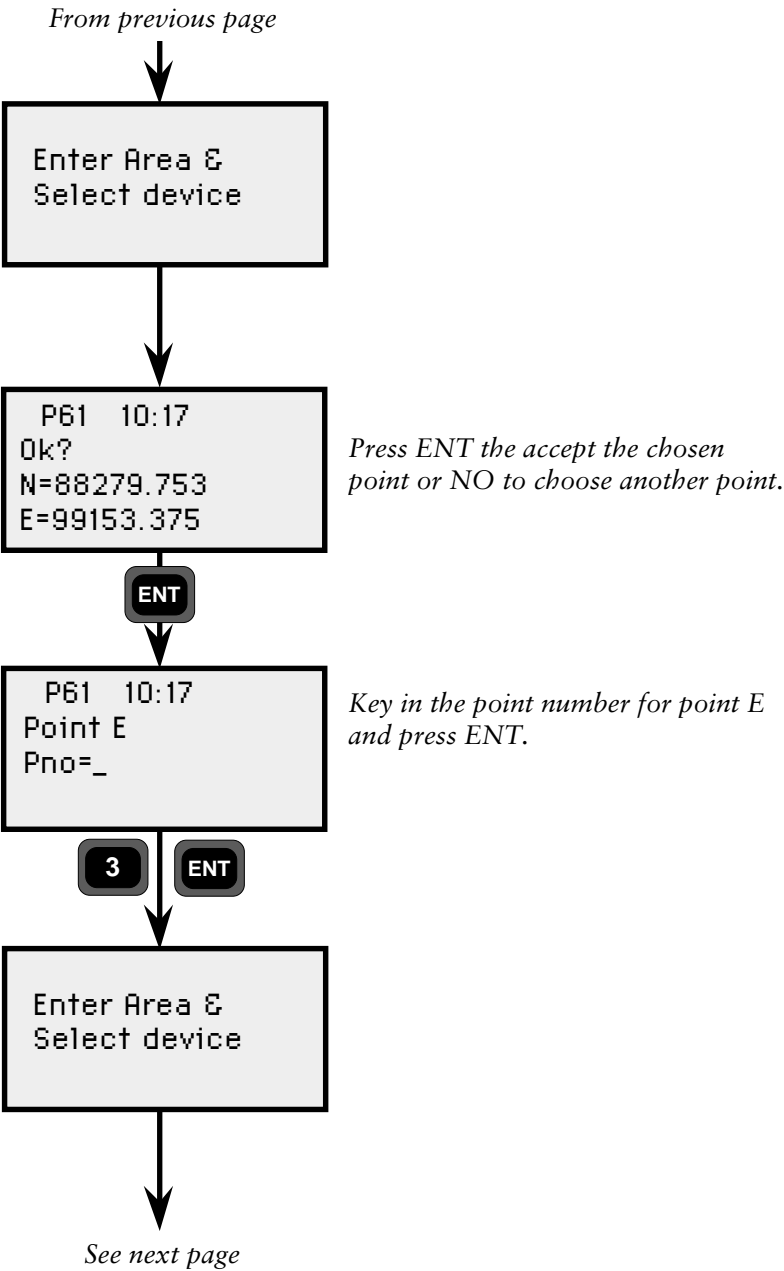 From previous page
Enter Area &
Select device
P61 10:17
Ok?
N=88279.753
E=99153.375
Press ENT the accept the chosen
point or NO to choose another point.
ENT
P61 10:17
Point E
Pno=_
Key in the point number for point E
and press ENT.
3 ENT
Enter Area &
Select device
See next page